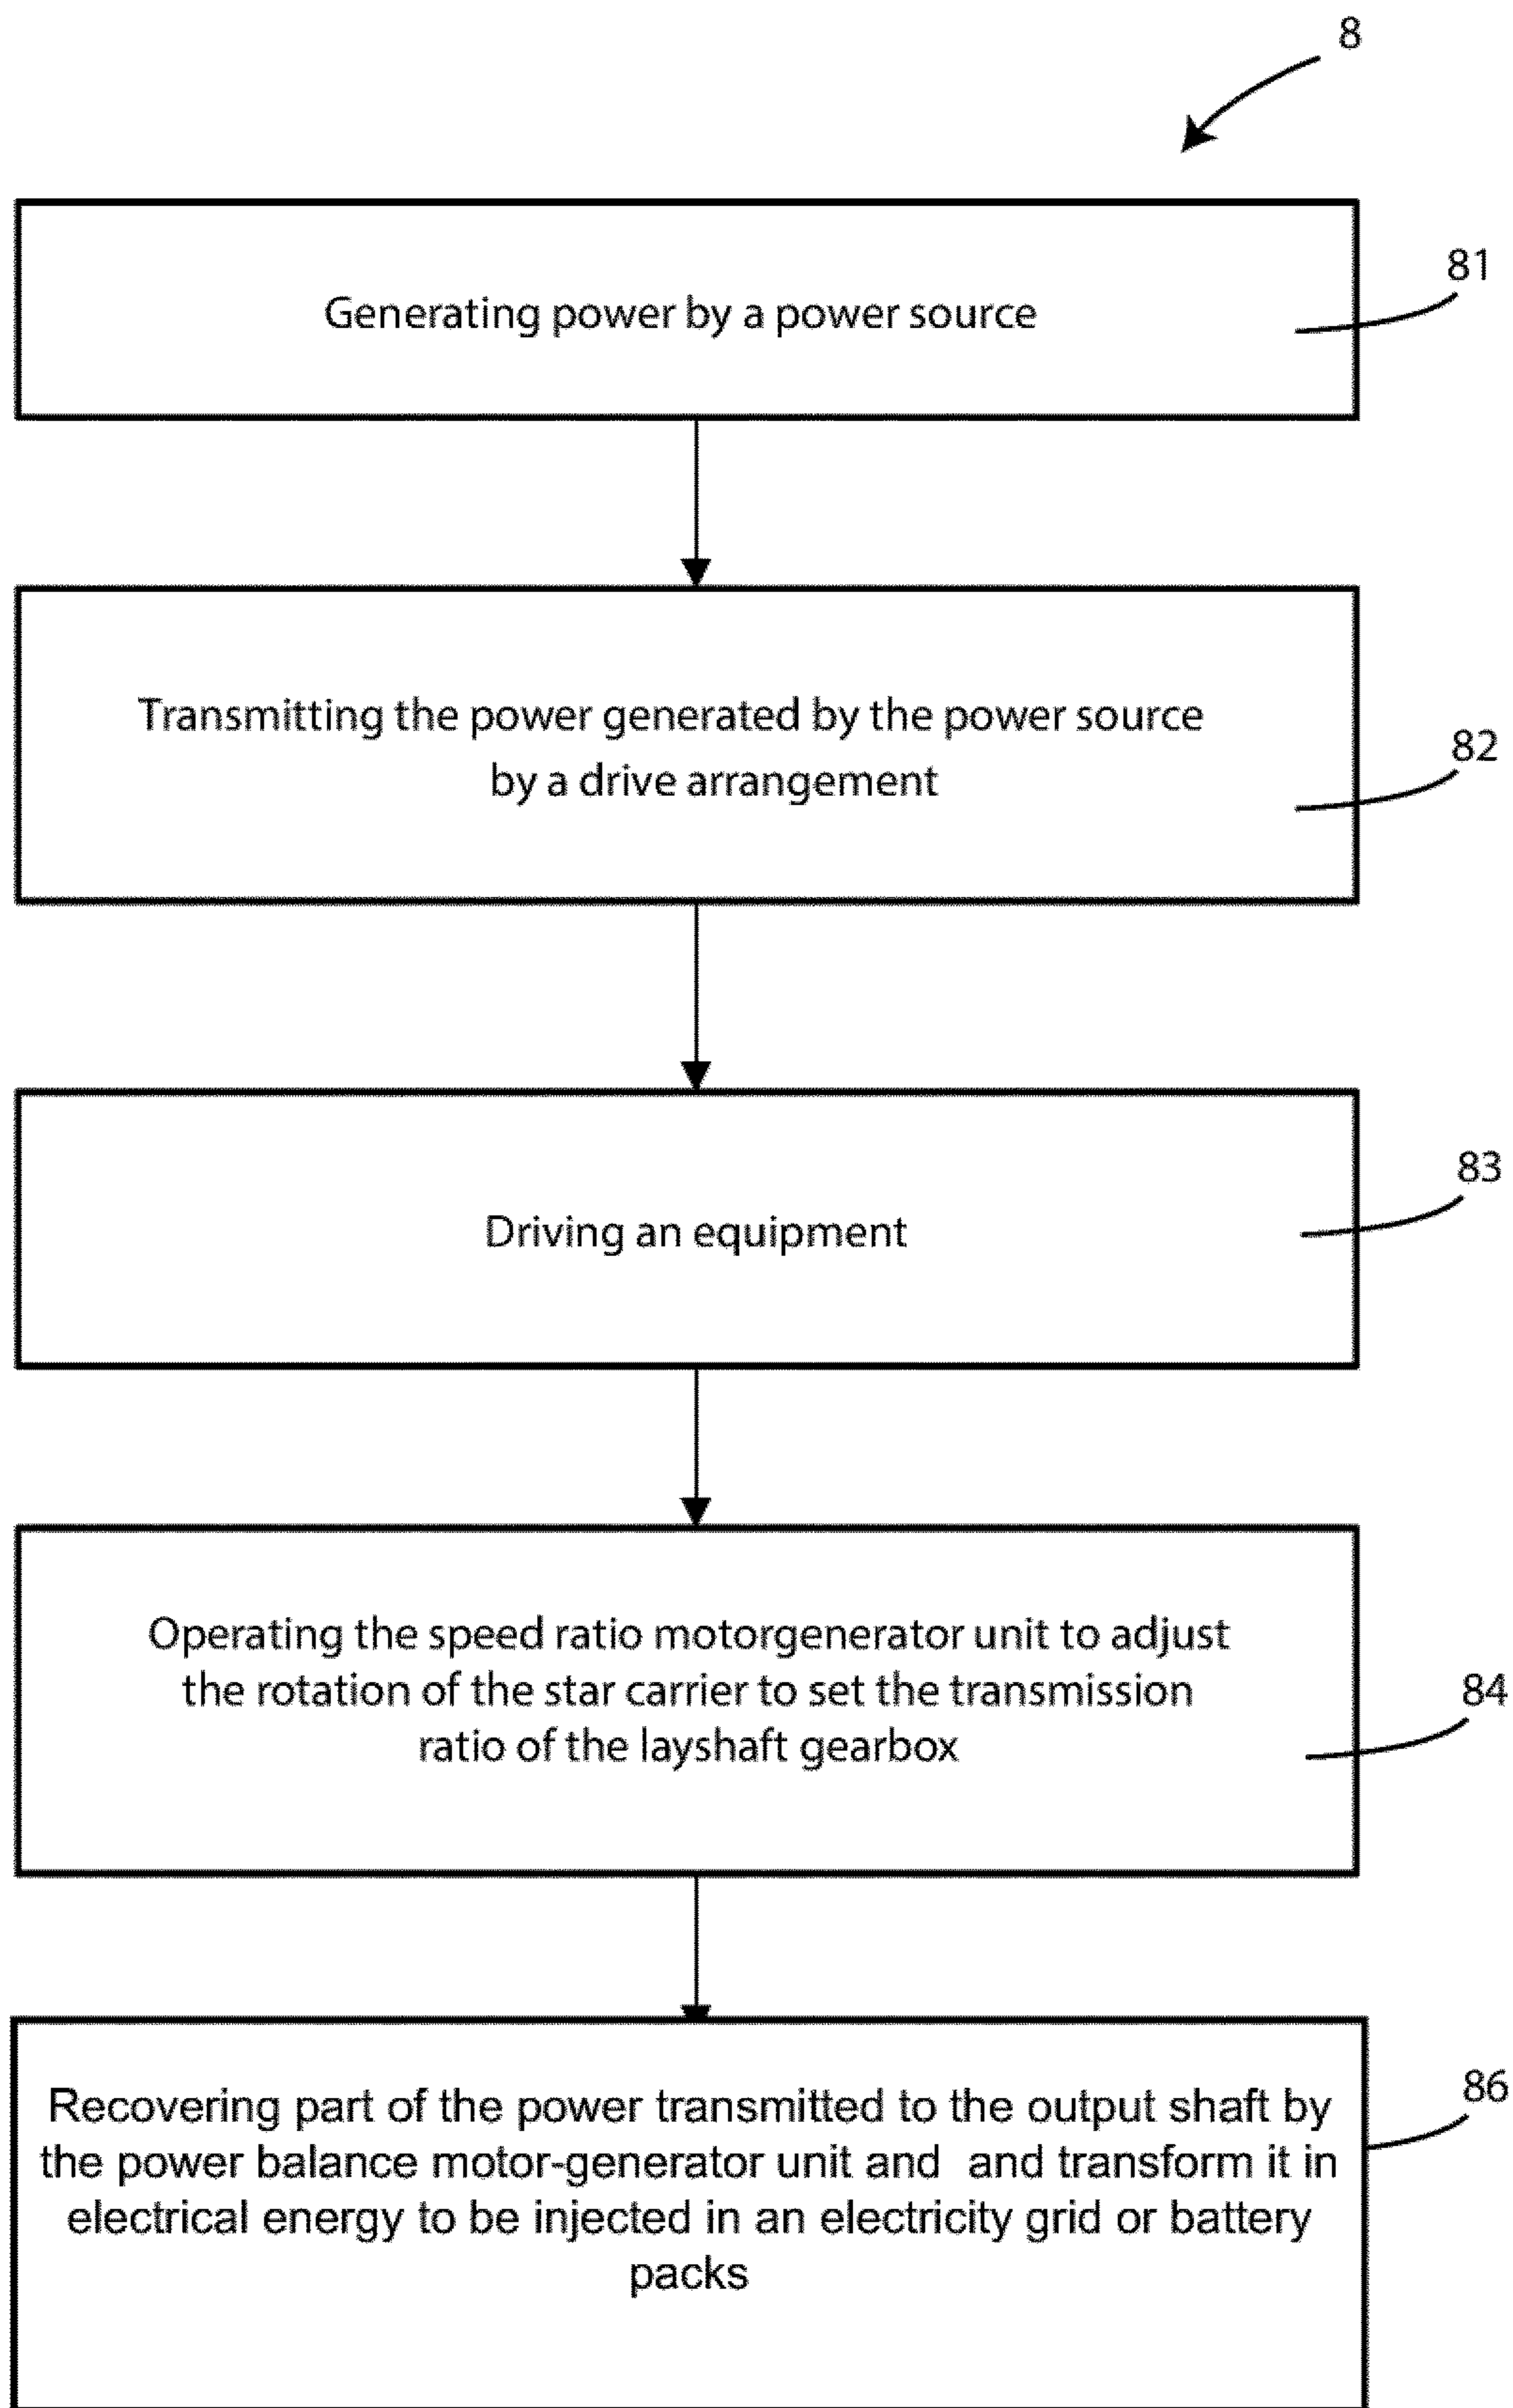 8
81
Generating power by a power source
Transmitting the power generated by the power source
by a drive arrangement
82
83
Driving an equipment
Operating the speed ratio motorgenerator unit to adjust
the rotation of the star carrier to set the transmission
ratio of the layshaft gearbox
84
86
Recovering part of the power transmitted to the output shaft by
the power balance motor-generator unit and  and transform it in
electrical energy to be injected in an electricity grid or battery
packs